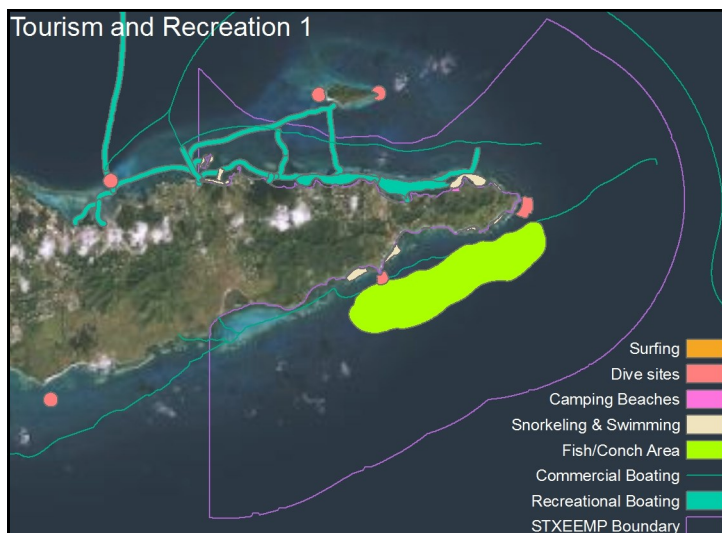 Tourism and Recreation 1
Surfing
Dive sites
Camping Beaches
Snorkeling & Swimming
Fish/Conch Area
Commercial Boating
Recreational Boating
STXEEMP Boundary